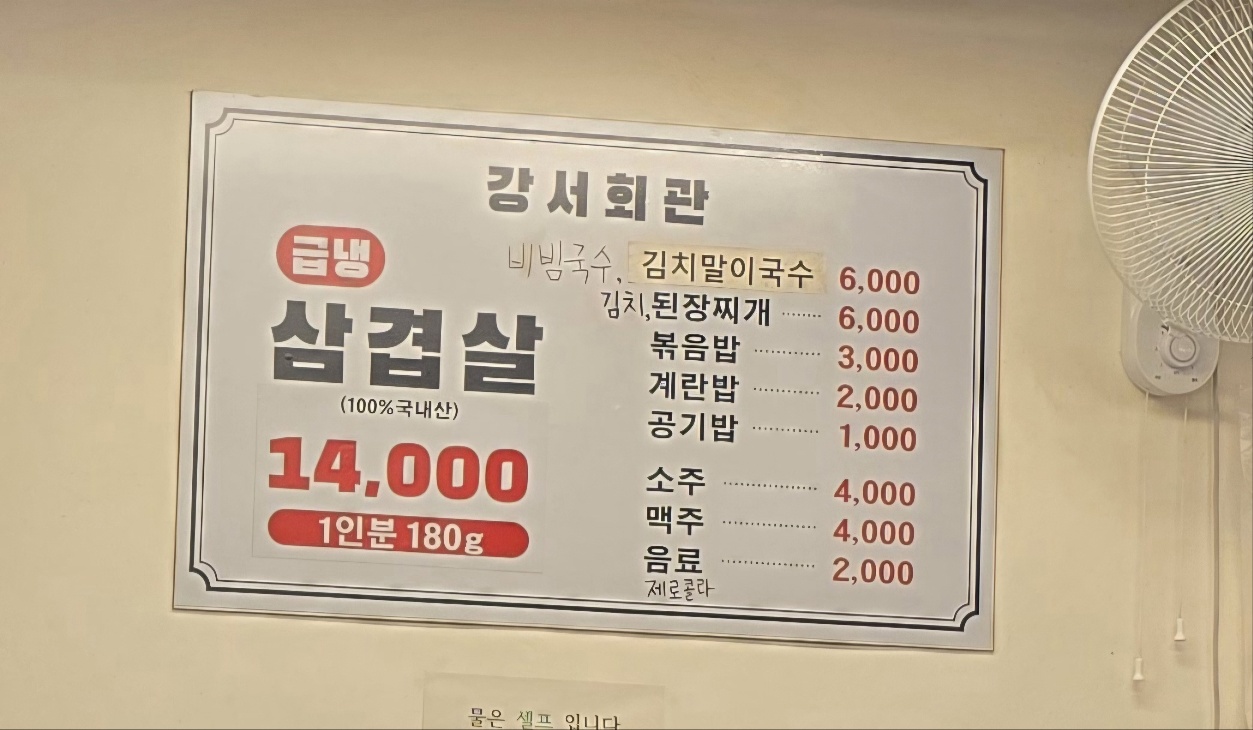 강서회관
급냉
삼겹살
(100%국내산)
14,000
1인분 180g
비빔국수, 김치말이국수 6,000
김치,된장찌개 ········ 6,000
볶음밥 ··········· 3,000
계란밥 ··········· 2,000
공기밥 ··········· 1,000
소주 ··············· 4,000
맥주 ··············· 4,000
음료 ··············· 2,000
제로콜라
물은 셀프 입니다